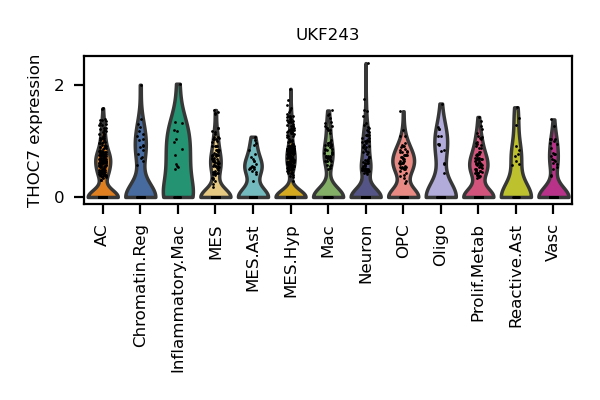 UKF243
THOC7 expression
2
0
AC
Chromatin.Reg
Inflammatory.Mac
MES
MES.Ast
MES.Hyp
Mac
Neuron
OPC
Oligo
Prolif.Metab
Reactive.Ast
Vasc